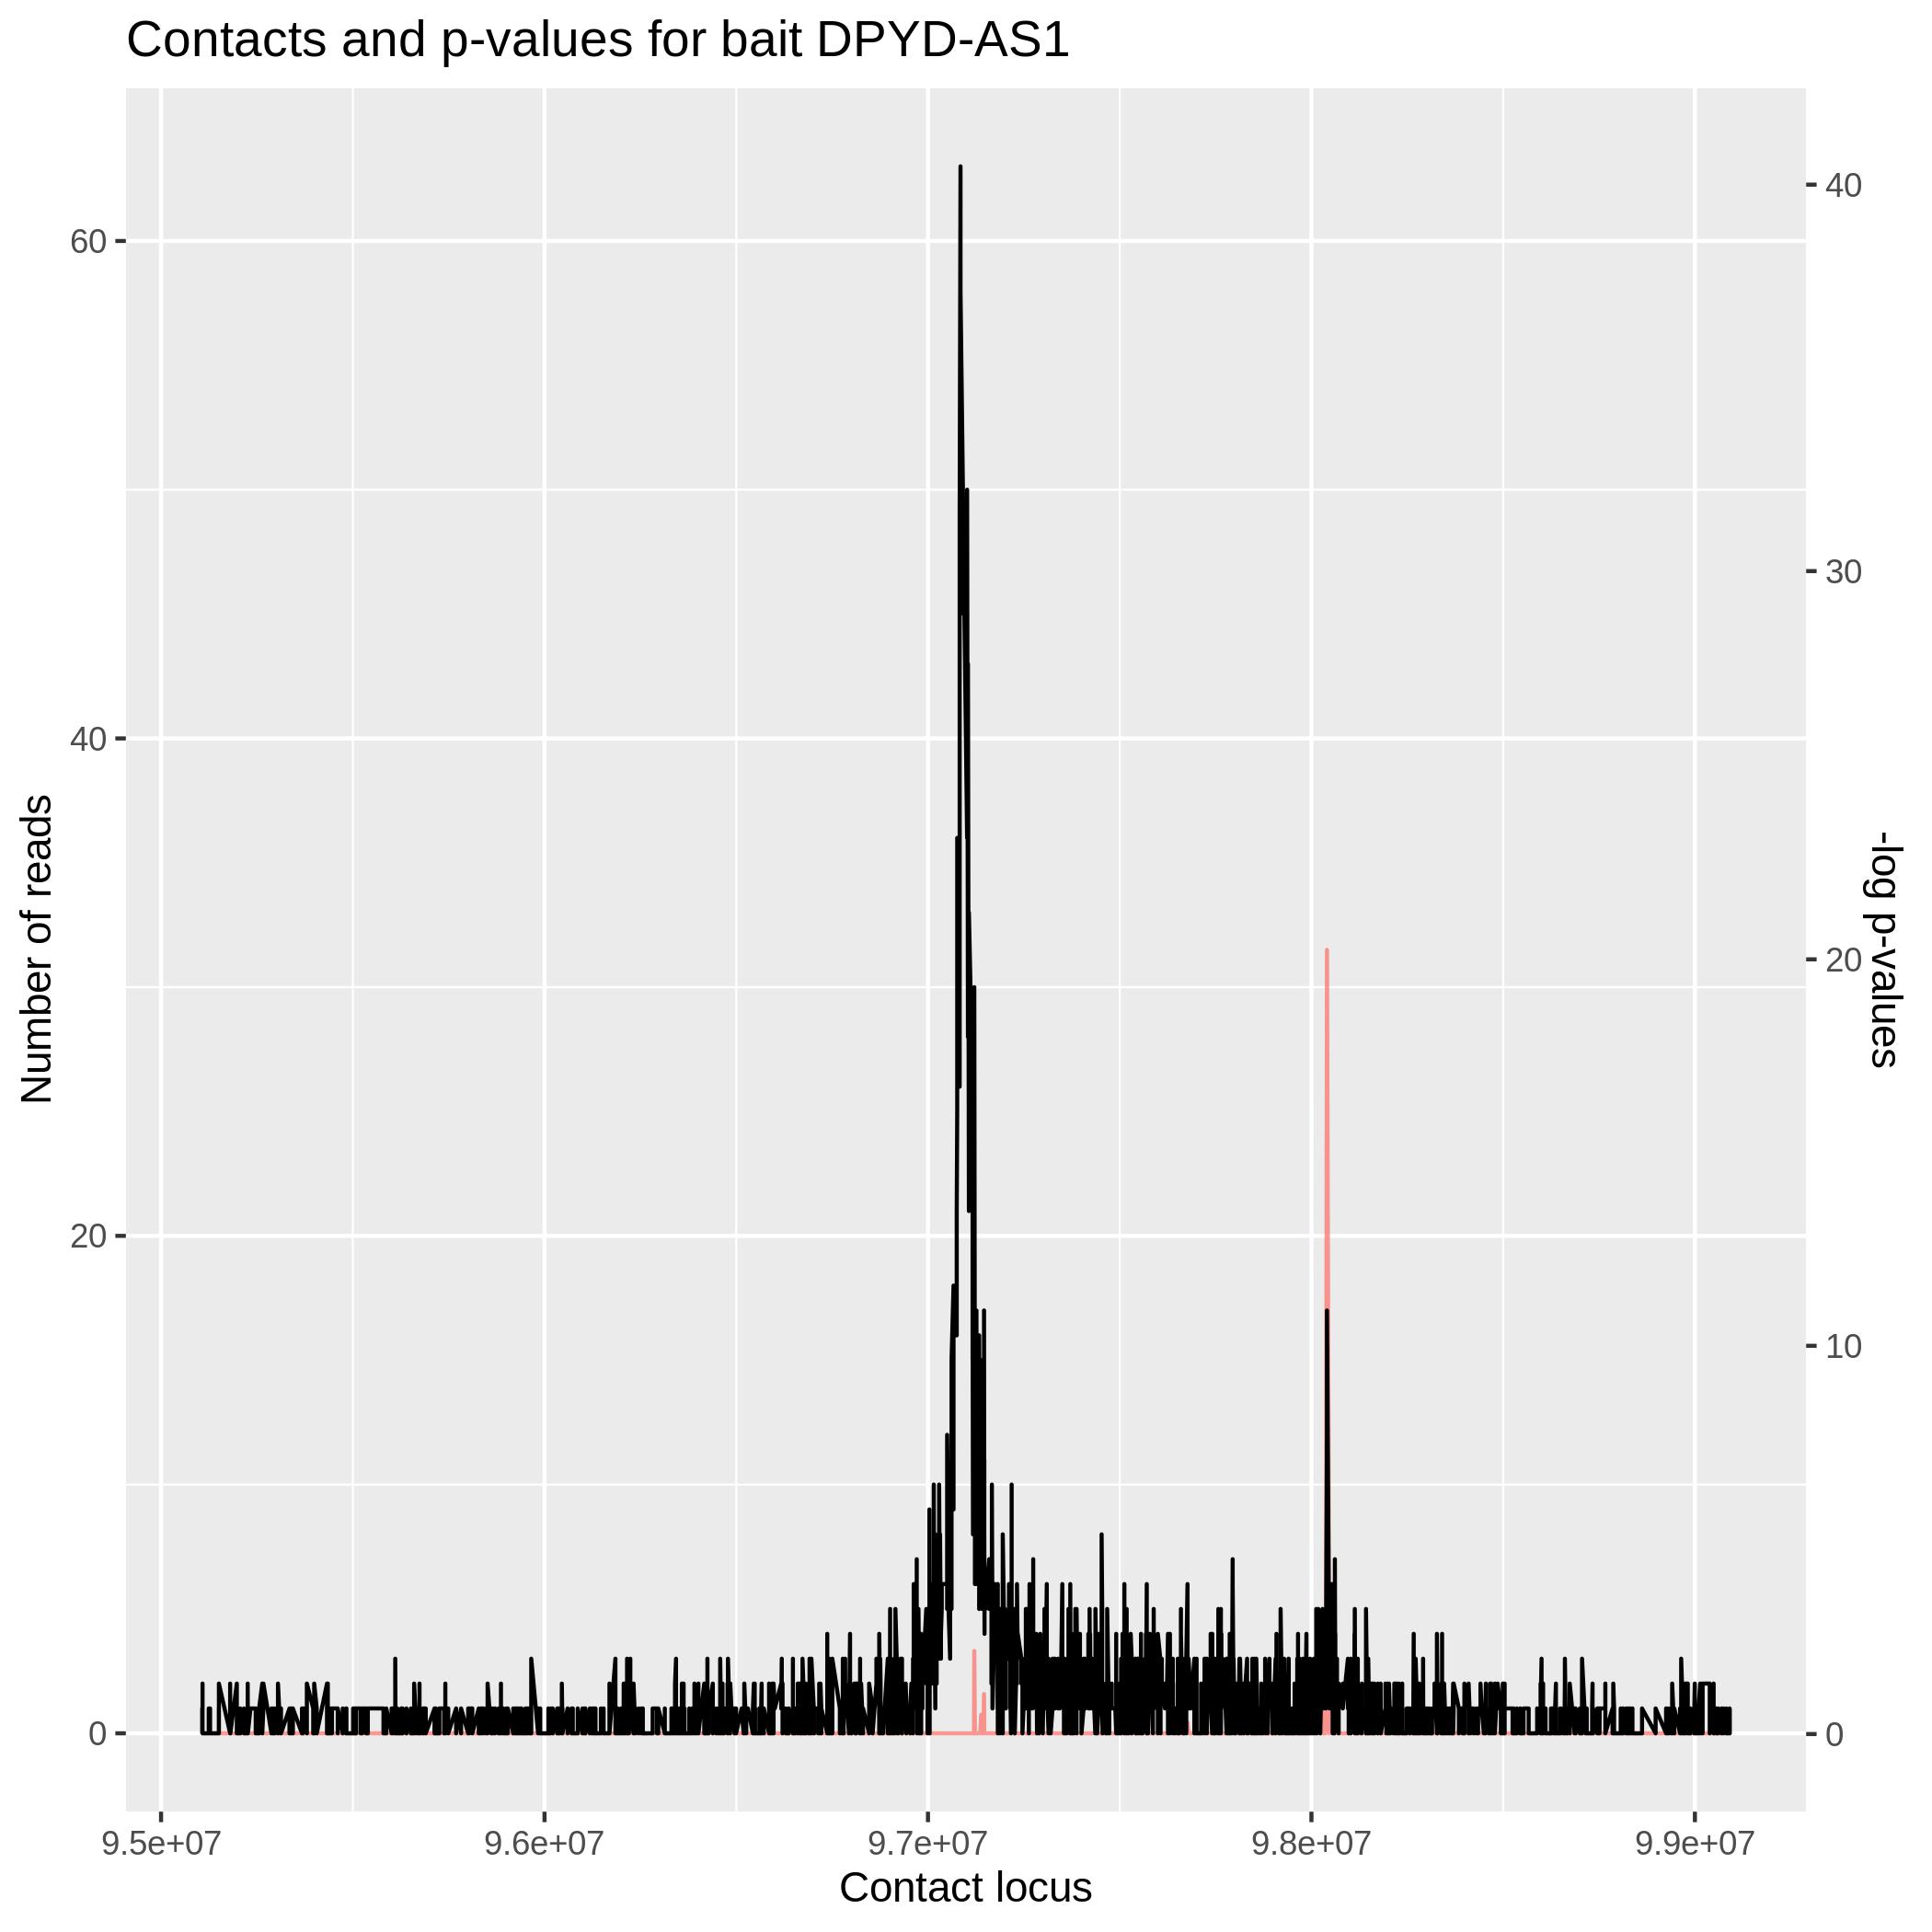 Contacts and p-values for bait DPYD-AS1
60
40
20
0
Number of reads
40
30
20
10
0
-log p-values
9.5e+07
9.6e+07
9.7e+07
9.8e+07
9.9e+07
Contact locus